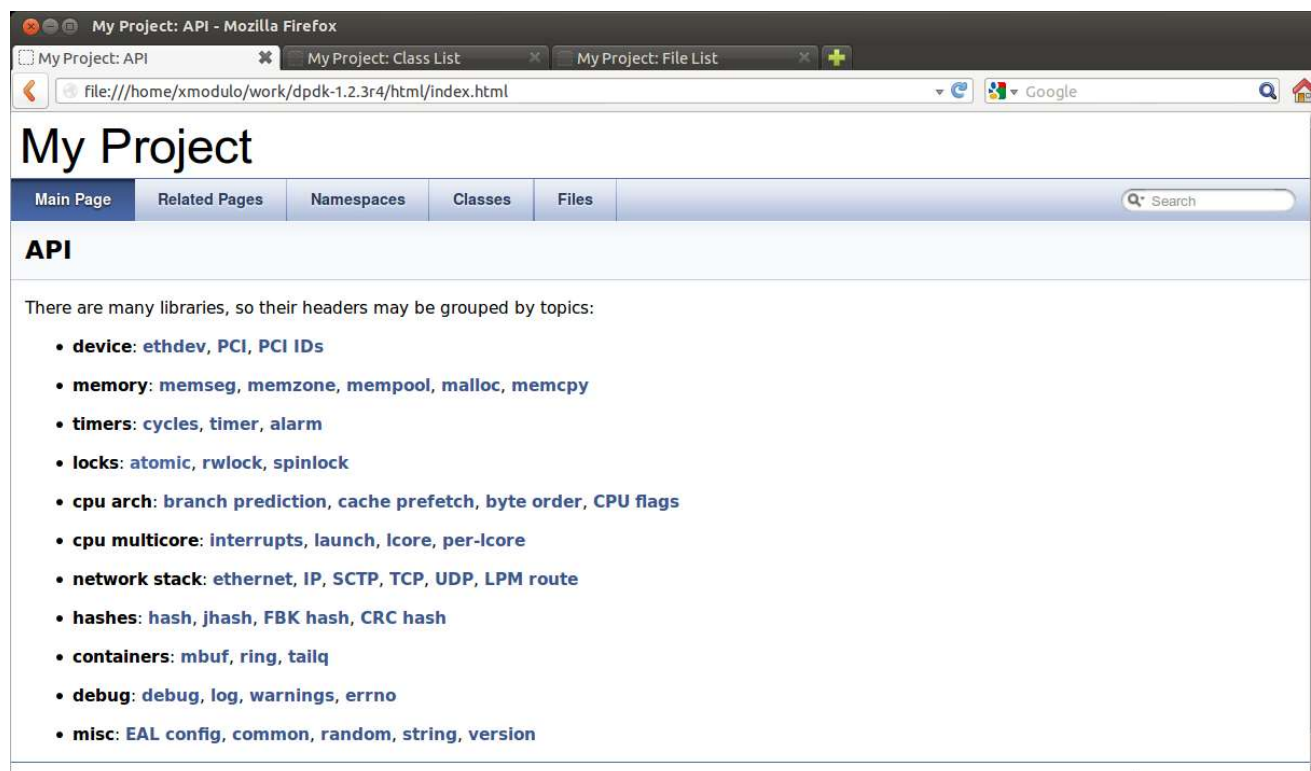 My Project: API - Mozilla Firefox
My Project: API My Project: Class List My Project: File List
file:///home/xmodulo/work/dpdk-1.2.3r4/html/index.html Google
My Project
Main Page Related Pages Namespaces Classes Files Search
API
There are many libraries, so their headers may be grouped by topics:
• device: ethdev, PCI, PCI IDs
• memory: memseg, memzone, mempool, malloc, memcpy
• timers: cycles, timer, alarm
• locks: atomic, rwlock, spinlock
• cpu arch: branch prediction, cache prefetch, byte order, CPU flags
• cpu multicore: interrupts, launch, lcore, per-lcore
• network stack: ethernet, IP, SCTP, TCP, UDP, LPM route
• hashes: hash, jhash, FBK hash, CRC hash
• containers: mbuf, ring, tailq
• debug: debug, log, warnings, errno
• misc: EAL config, common, random, string, version